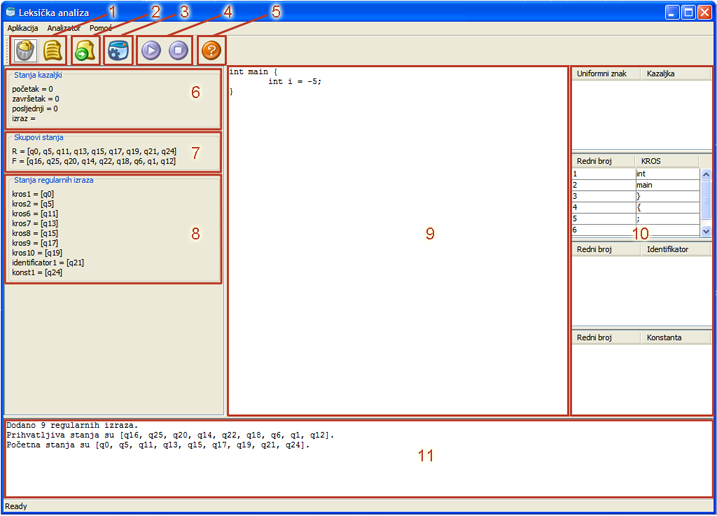 Leksička analiza
Aplikacija Analizator Pomoć
1 2 3 4 5
Stanja kazaljki
početak = 0
završetak = 0
posljednji = 0
izraz =
6
Skupovi stanja
R = [q0, q5, q11, q13, q15, q17, q19, q21, q24]
F = [q16, q25, q20, q14, q22, q18, q6, q1, q12]
7
Stanja regularnih izraza
kros1 = [q0]
kros2 = [q5]
kros6 = [q11]
kros7 = [q13]
kros8 = [q15]
kros9 = [q17]
kros10 = [q19]
identificator1 = [q21]
konst1 = [q24]
8
int main {
int i = -5;
}
9
Uniformni znak Kazaljka
Redni broj KROS
1 int
2 main
3 }
4 {
5 ;
6
10
Redni broj Identifikator
Redni broj Konstanta
Dodano 9 regularnih izraza.
Prihvatljiva stanja su [q16, q25, q20, q14, q22, q18, q6, q1, q12].
Početna stanja su [q0, q5, q11, q13, q15, q17, q19, q21, q24].
11
Ready